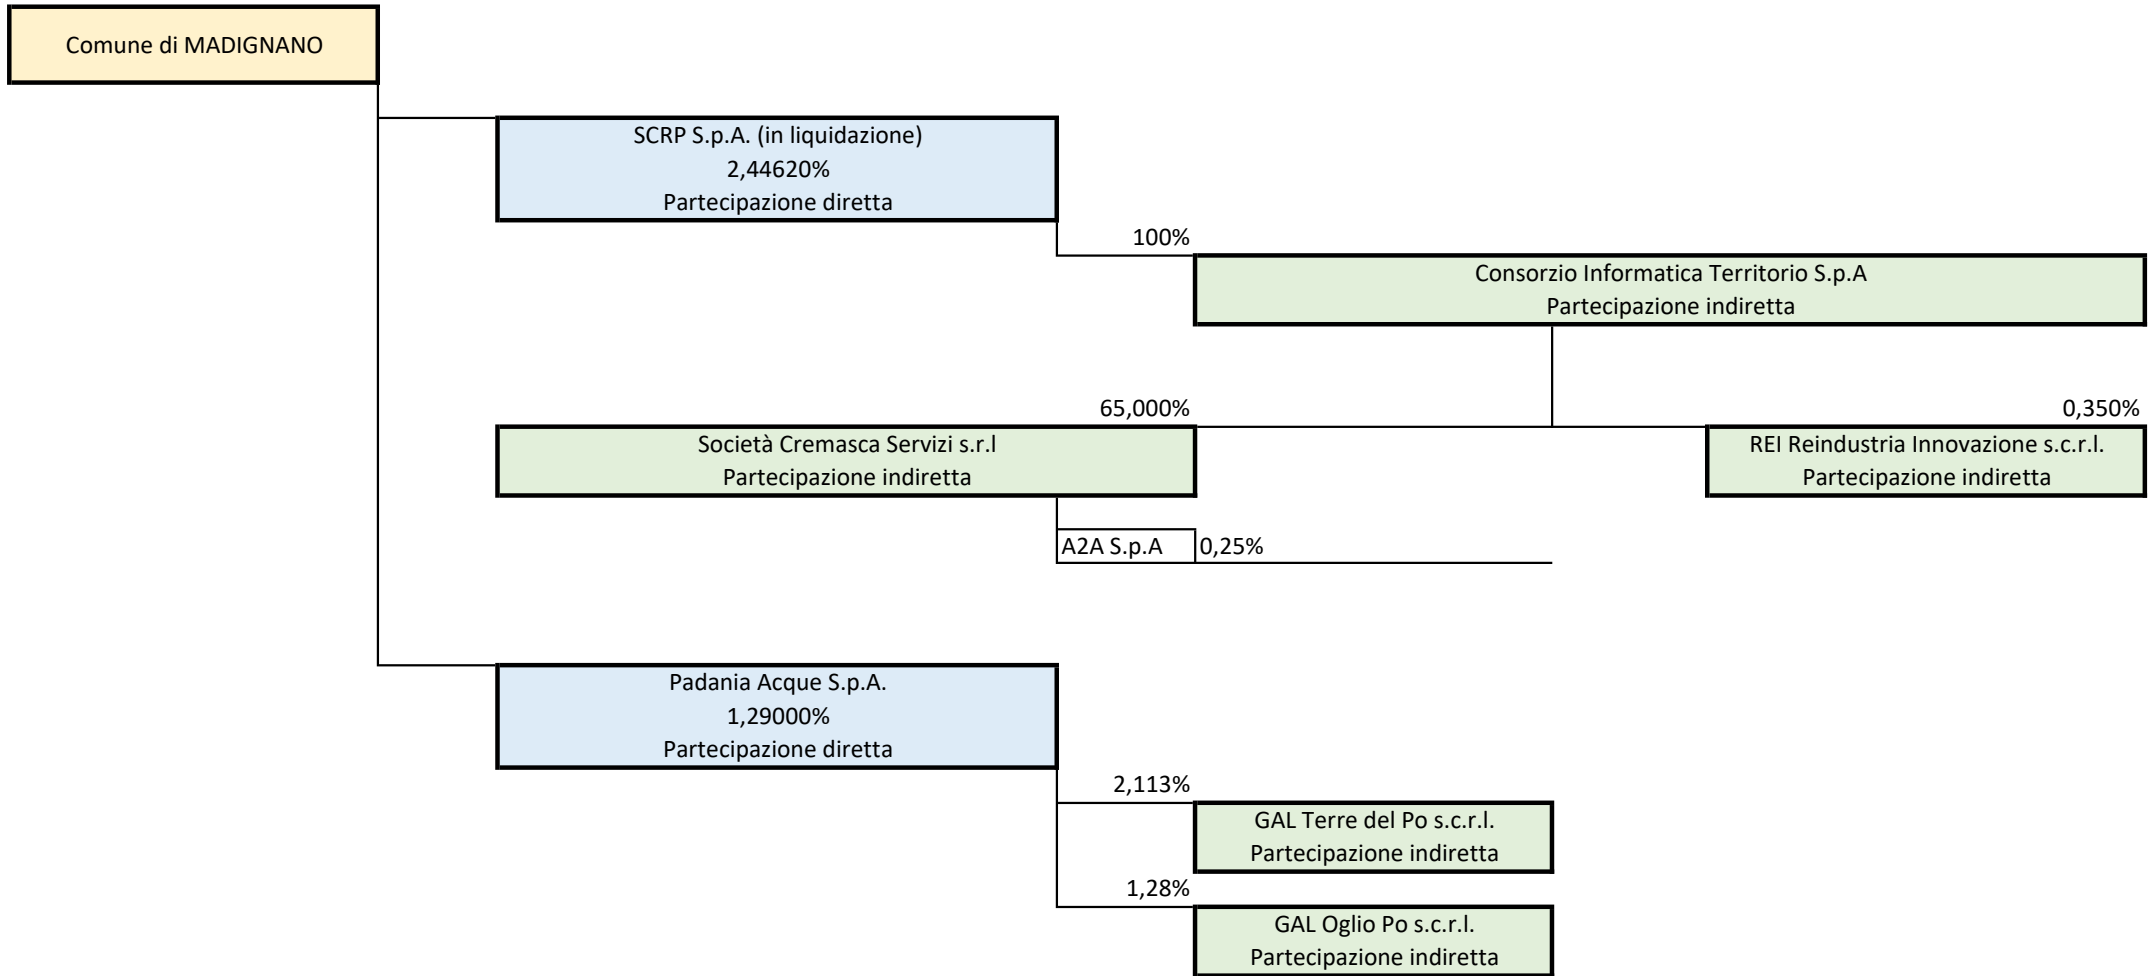 Comune di MADIGNANO
SCRP S.p.A. (in liquidazione)
2,44620%
Partecipazione diretta
100%
Consorzio Informatica Territorio S.p.A
Partecipazione indiretta
65,000%
0,350%
Società Cremasca Servizi s.r.l
Partecipazione indiretta
REI Reindustria Innovazione s.c.r.l.
Partecipazione indiretta
A2A S.p.A
0,25%
Padania Acque S.p.A.
1,29000%
Partecipazione diretta
2,113%
GAL Terre del Po s.c.r.l.
Partecipazione indiretta
1,28%
GAL Oglio Po s.c.r.l.
Partecipazione indiretta